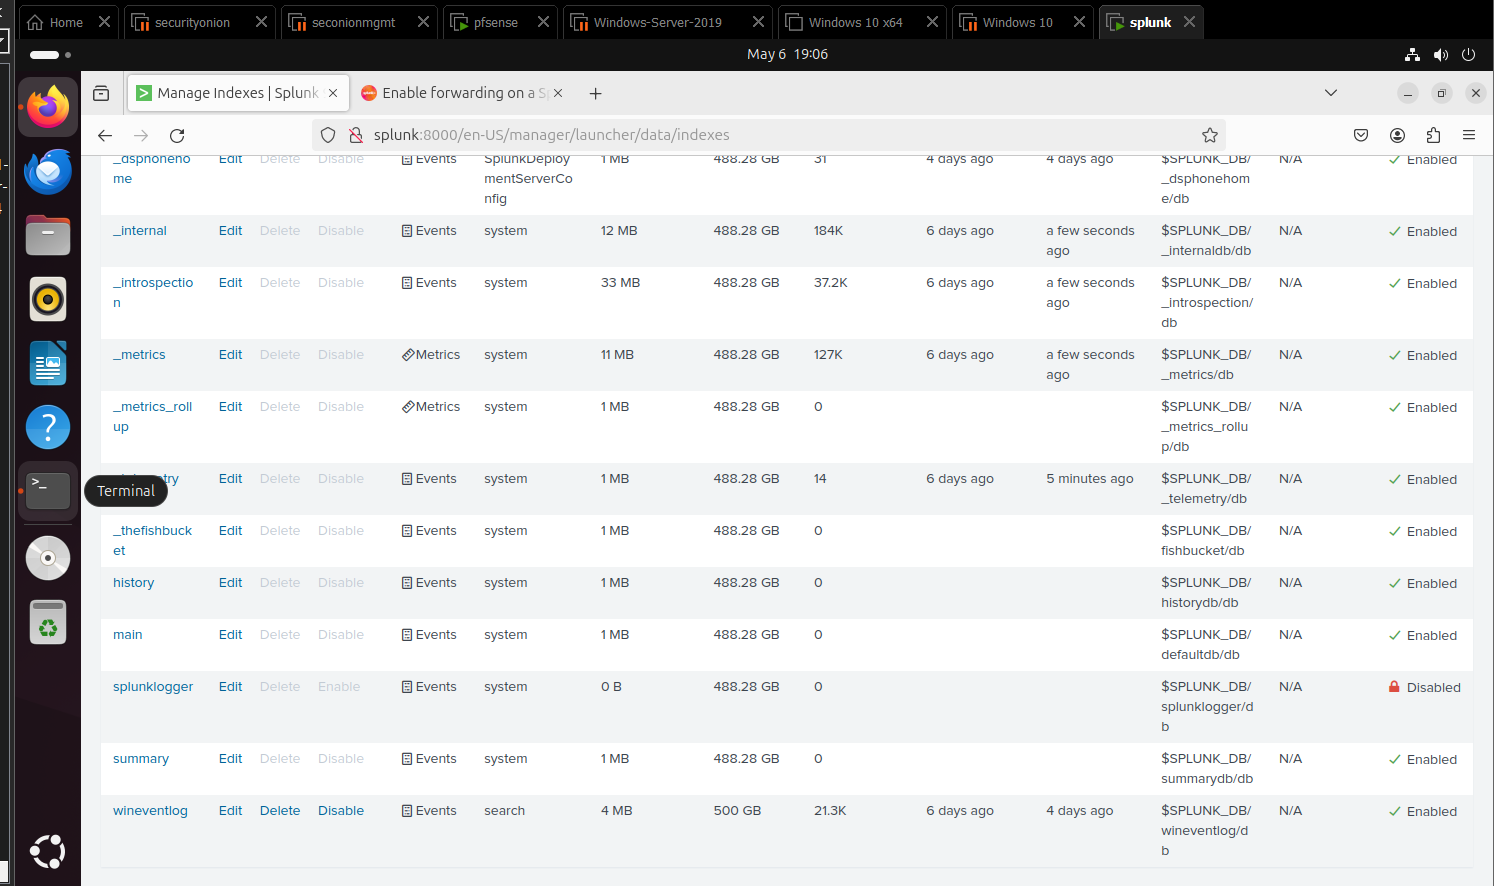 Home securityonion seconionmgmt pfsense Windows-Server-2019 Windows 10 x64 Windows 10 splunk
May 6 19:06
Manage Indexes | Splunk Enable forwarding on a S
splunk:8000/en-US/manager/launcher/data/indexes
_dsphoneho Edit Delete Disable Events SplunkDeploy 1 MB 488.28 GB 31 4 days ago 4 days ago $SPLUNK_DB/ N/A Enabled
me mentServerCo _dsphonehom
nfig e/db
_internal Edit Delete Disable Events system 12 MB 488.28 GB 184K 6 days ago a few seconds $SPLUNK_DB/ N/A Enabled
ago _internaldb/db
_introspectio Edit Delete Disable Events system 33 MB 488.28 GB 37.2K 6 days ago a few seconds $SPLUNK_DB/ N/A Enabled
n ago _introspection/
db
_metrics Edit Delete Disable Metrics system 11 MB 488.28 GB 127K 6 days ago a few seconds $SPLUNK_DB/ N/A Enabled
ago _metrics/db
_metrics_roll Edit Delete Disable Metrics system 1 MB 488.28 GB 0 $SPLUNK_DB/ N/A Enabled
up _metrics_rollu
p/db
try Edit Delete Disable Events system 1 MB 488.28 GB 14 6 days ago 5 minutes ago $SPLUNK_DB/ N/A Enabled
Terminal _telemetry/db
_thefishbuck Edit Delete Disable Events system 1 MB 488.28 GB 0 $SPLUNK_DB/ N/A Enabled
et fishbucket/db
history Edit Delete Disable Events system 1 MB 488.28 GB 0 $SPLUNK_DB/ N/A Enabled
historydb/db
main Edit Delete Disable Events system 1 MB 488.28 GB 0 $SPLUNK_DB/ N/A Enabled
defaultdb/db
splunklogger Edit Delete Enable Events system 0 B 488.28 GB 0 $SPLUNK_DB/ N/A Disabled
splunklogger/d
b
summary Edit Delete Disable Events system 1 MB 488.28 GB 0 $SPLUNK_DB/ N/A Enabled
summarydb/db
wineventlog Edit Delete Disable Events search 4 MB 500 GB 21.3K 6 days ago 4 days ago $SPLUNK_DB/ N/A Enabled
wineventlog/d
b